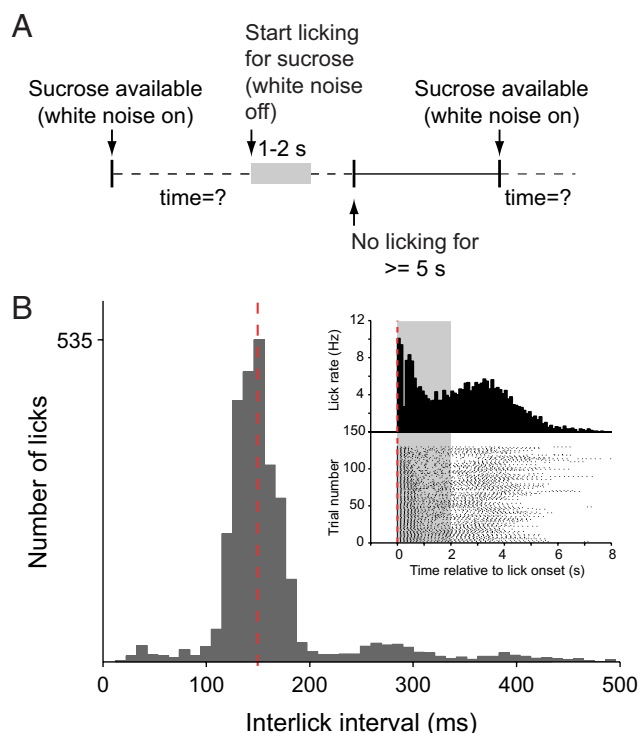 A
Start licking
for sucrose
(white noise
off)
Sucrose available
(white noise on)
Sucrose available
(white noise on)
1-2 s
time=?
time=?
No licking for
>= 5 s
B
535
Number of licks
0
100
200
300
400
500
Interlick interval (ms)
12
8
4
0
Lick rate (Hz)
150
100
50
0
Trial number
0
2
4
6
8
Time relative to lick onset (s)